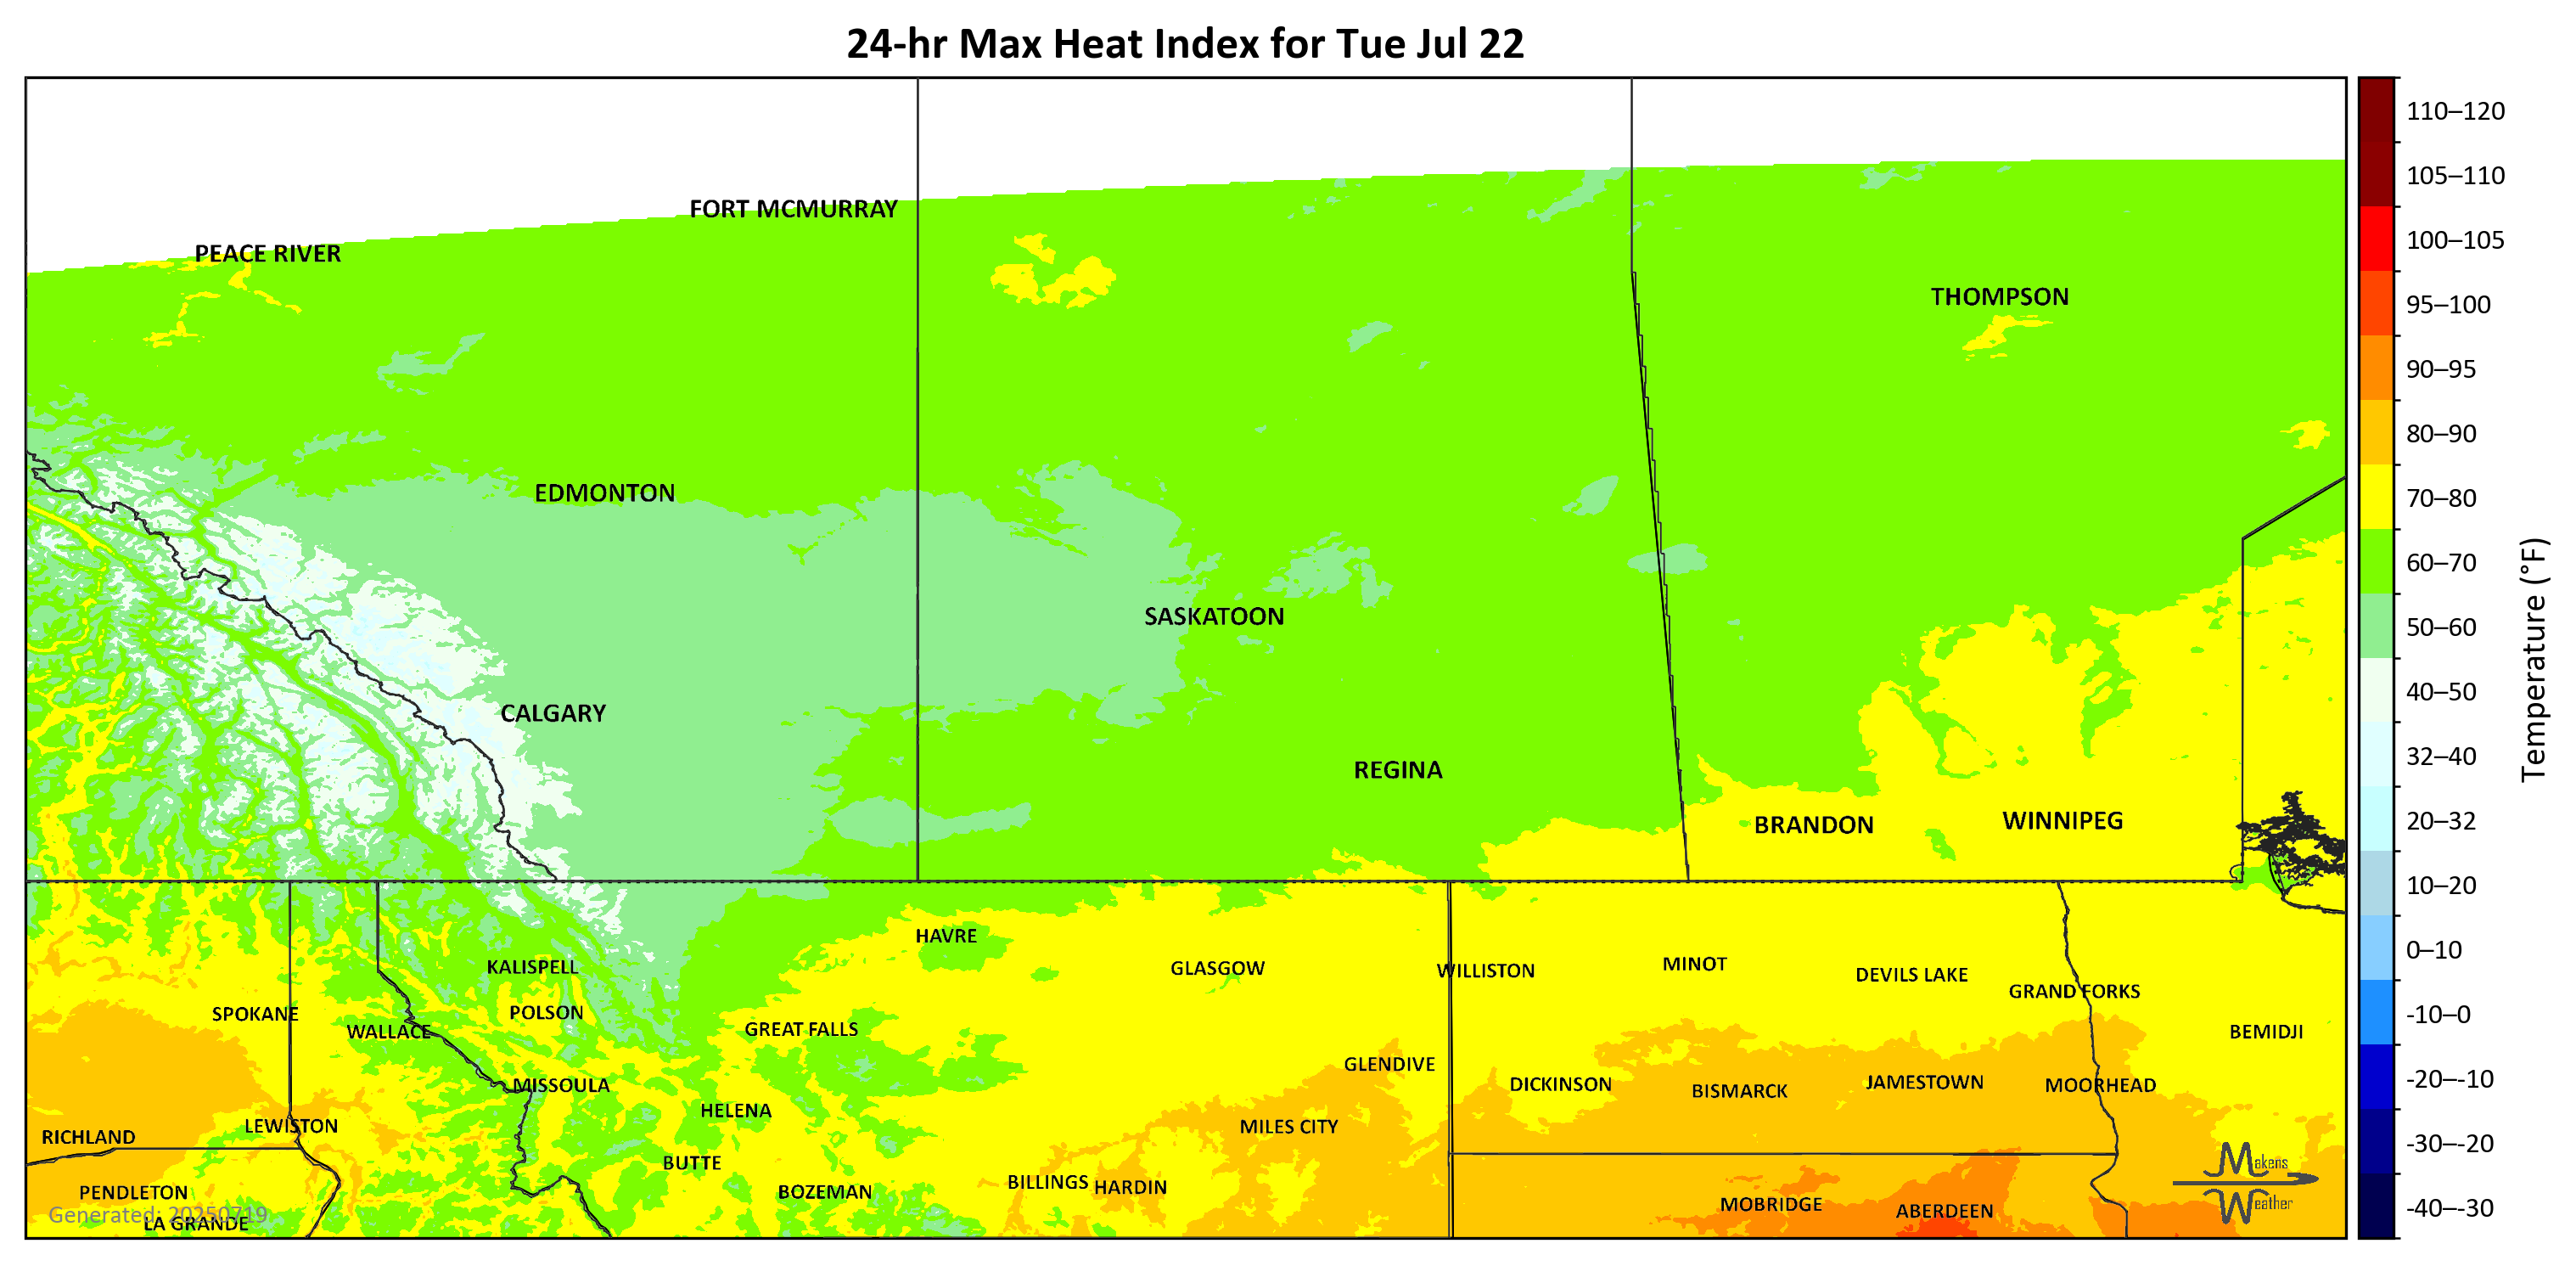 24-hr Max Heat Index for Tue Jul 22
FORT MCMURRAY
PEACE RIVER
THOMPSON
EDMONTON
SASKATOON
CALGARY
REGINA
BRANDON
WINNIPEG
HAVRE
KALISPELL
GLASGOW
WILLISTON
MINOT
DEVILS LAKE
GRAND FORKS
SPOKANE
POLSON
WALLACE
GREAT FALLS
BEMIDJI
GLENDIVE
MISSOULA
DICKINSON
BISMARCK
JAMESTOWN
MOORHEAD
HELENA
LEWISTON
MILES CITY
RICHLAND
BUTTE
BILLINGS
HARDIN
PENDLETON
BOZEMAN
MOBRIDGE
ABERDEEN
LA GRANDE
Generated: 20250719
Makens
Weather
110–120
105–110
100–105
95–100
90–95
80–90
70–80
60–70
50–60
40–50
32–40
20–32
10–20
0–10
-10–0
-20–-10
-30–-20
-40–-30
Temperature (°F)